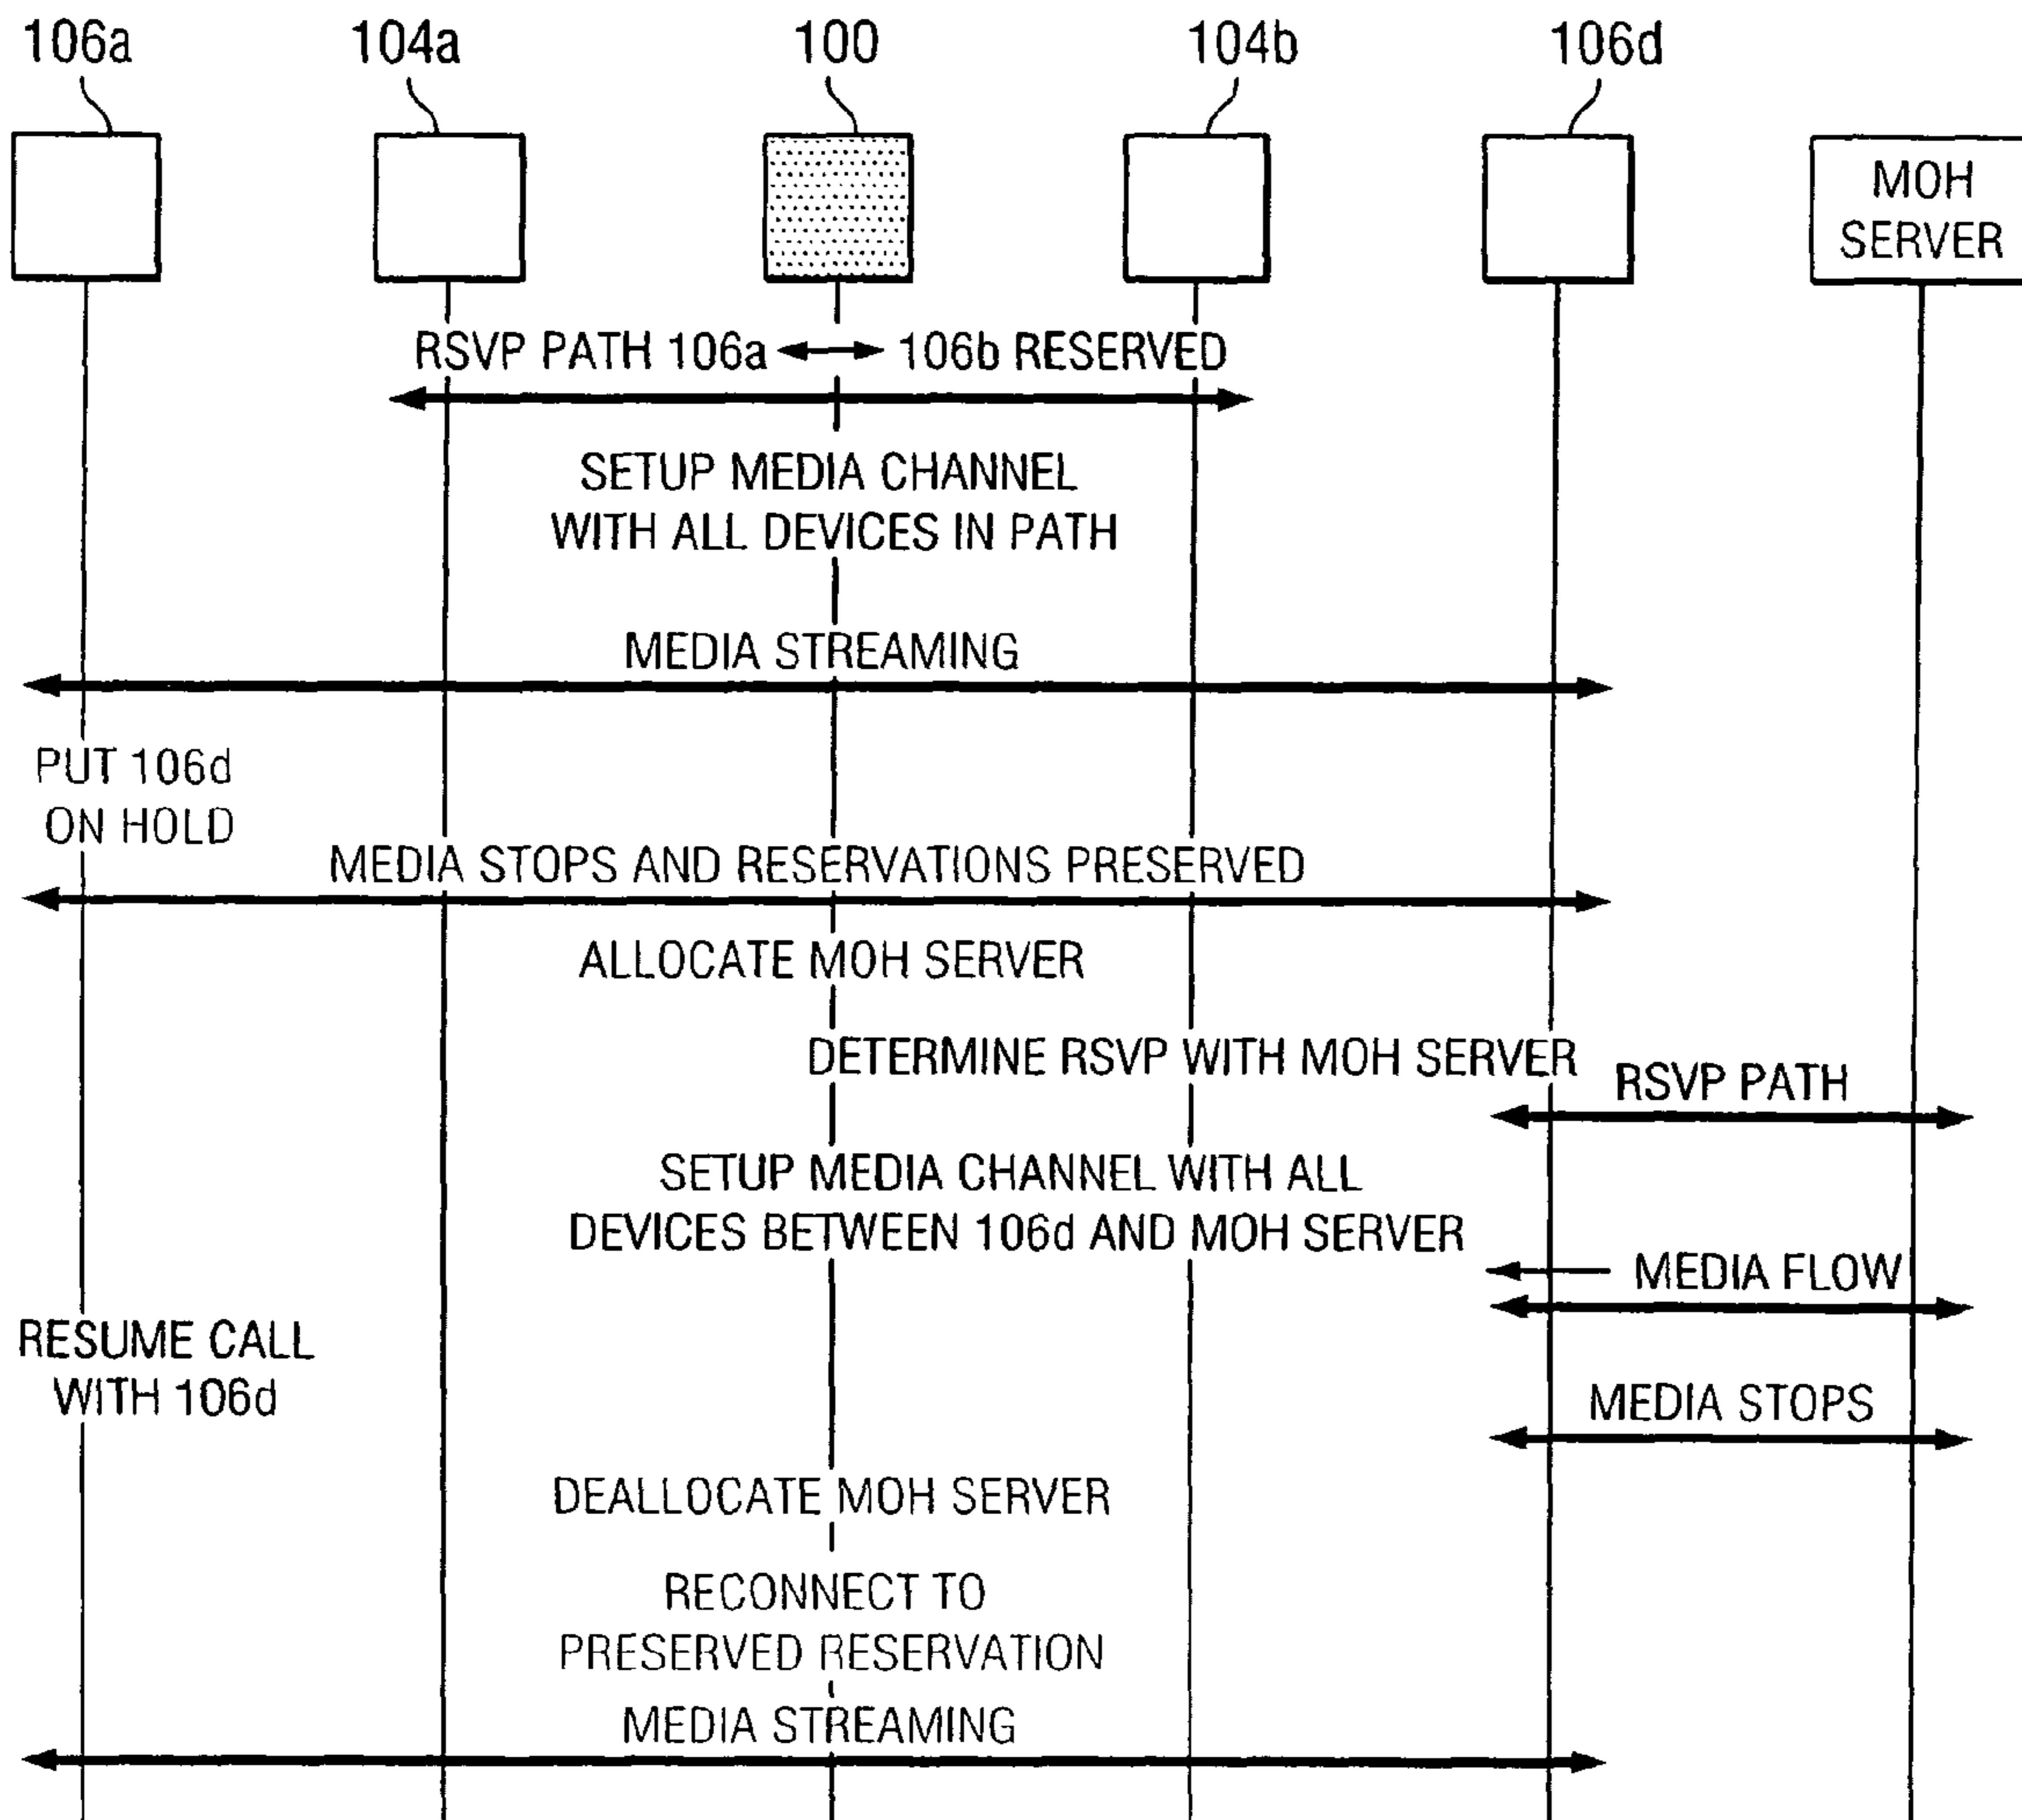 106a 104a 100 104b 106d
MOH
SERVER
RSVP PATH 106a 106b RESERVED
SETUP MEDIA CHANNEL
WITH ALL DEVICES IN PATH
MEDIA STREAMING
PUT 106d
ON HOLD
MEDIA STOPS AND RESERVATIONS PRESERVED
ALLOCATE MOH SERVER
DETERMINE RSVP WITH MOH SERVER
RSVP PATH
SETUP MEDIA CHANNEL WITH ALL
DEVICES BETWEEN 106d AND MOH SERVER
MEDIA FLOW
RESUME CALL
WITH 106d
MEDIA STOPS
DEALLOCATE MOH SERVER
RECONNECT TO
PRESERVED RESERVATION
MEDIA STREAMING